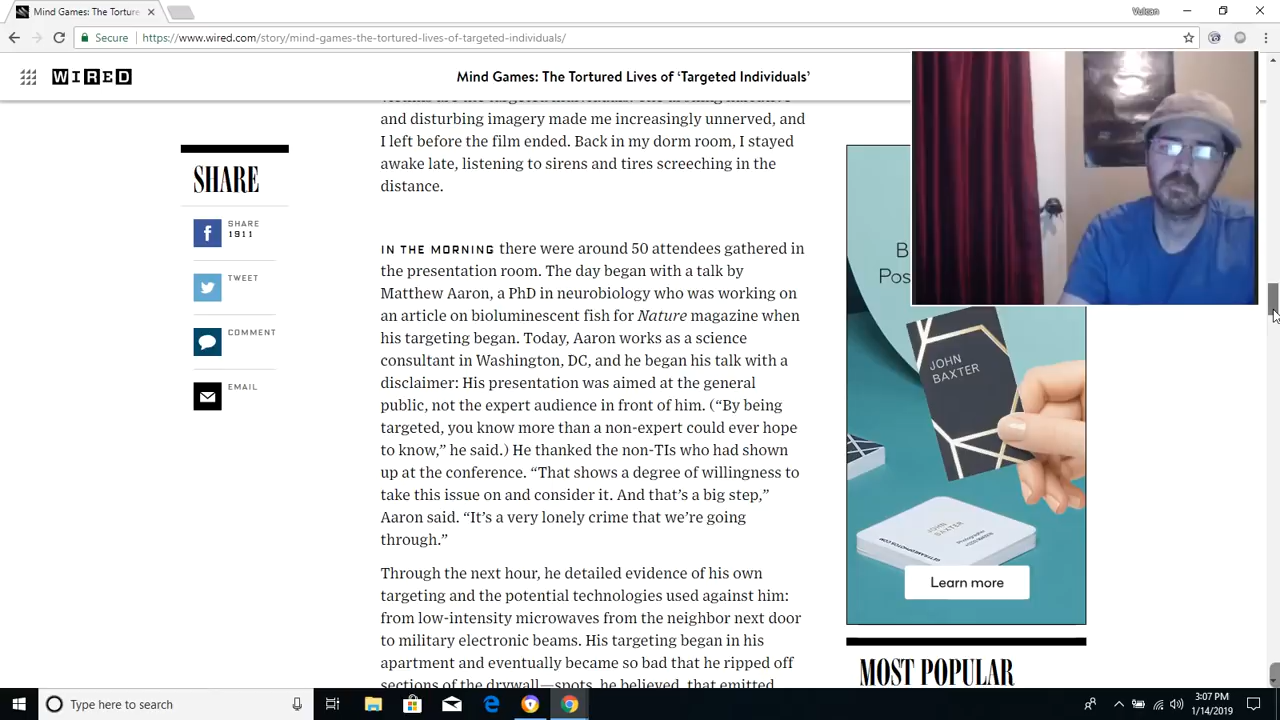 Mind Games: The Torture
Vulcan
Secure
https://www.wired.com/story/mind-games-the-tortured-lives-of-targeted-individuals/
WIRED
Mind Games: The Tortured Lives of 'Targeted Individuals'
and disturbing imagery made me increasingly unnerved, and
I left before the film ended. Back in my dorm room, I stayed
awake late, listening to sirens and tires screeching in the
distance.
SHARE
SHARE
1911
TWEET
COMMENT
EMAIL
IN THE MORNING there were around 50 attendees gathered in
the presentation room. The day began with a talk by
Matthew Aaron, a PhD in neurobiology who was working on
an article on bioluminescent fish for Nature magazine when
his targeting began. Today, Aaron works as a science
consultant in Washington, DC, and he began his talk with a
disclaimer: His presentation was aimed at the general
public, not the expert audience in front of him. (“By being
targeted, you know more than a non-expert could ever hope
to know,” he said.) He thanked the non-TIs who had shown
up at the conference. “That shows a degree of willingness to
take this issue on and consider it. And that’s a big step,”
Aaron said. “It’s a very lonely crime that we’re going
through.”
Through the next hour, he detailed evidence of his own
targeting and the potential technologies used against him:
from low-intensity microwaves from the neighbor next door
to military electronic beams. His targeting began in his
apartment and eventually became so bad that he ripped off
sections of the drywall—spots, he believed, that emitted
B
Pos
JOHN
BAXTER
JOHN
BAXTER
Learn more
MOST POPULAR
Type here to search
3:07 PM
1/14/2019